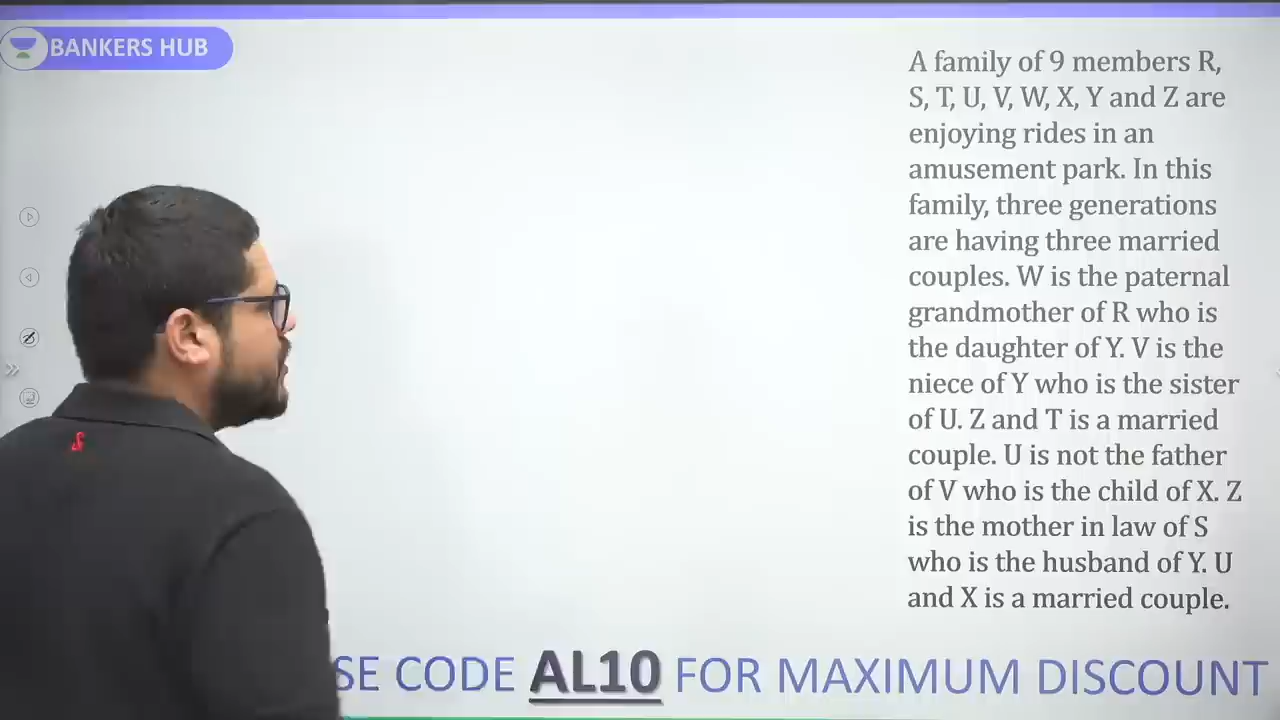 BANKERS HUB
A family of 9 members R,
S, T, U, V, W, X, Y and Z are
enjoying rides in an
amusement park. In this
family, three generations
are having three married
couples. W is the paternal
grandmother of R who is
the daughter of Y. V is the
niece of Y who is the sister
of U. Z and T is a married
couple. U is not the father
of V who is the child of X. Z
is the mother in law of S
who is the husband of Y. U
and X is a married couple.
SE CODE AL10 FOR MAXIMUM DISCOUNT